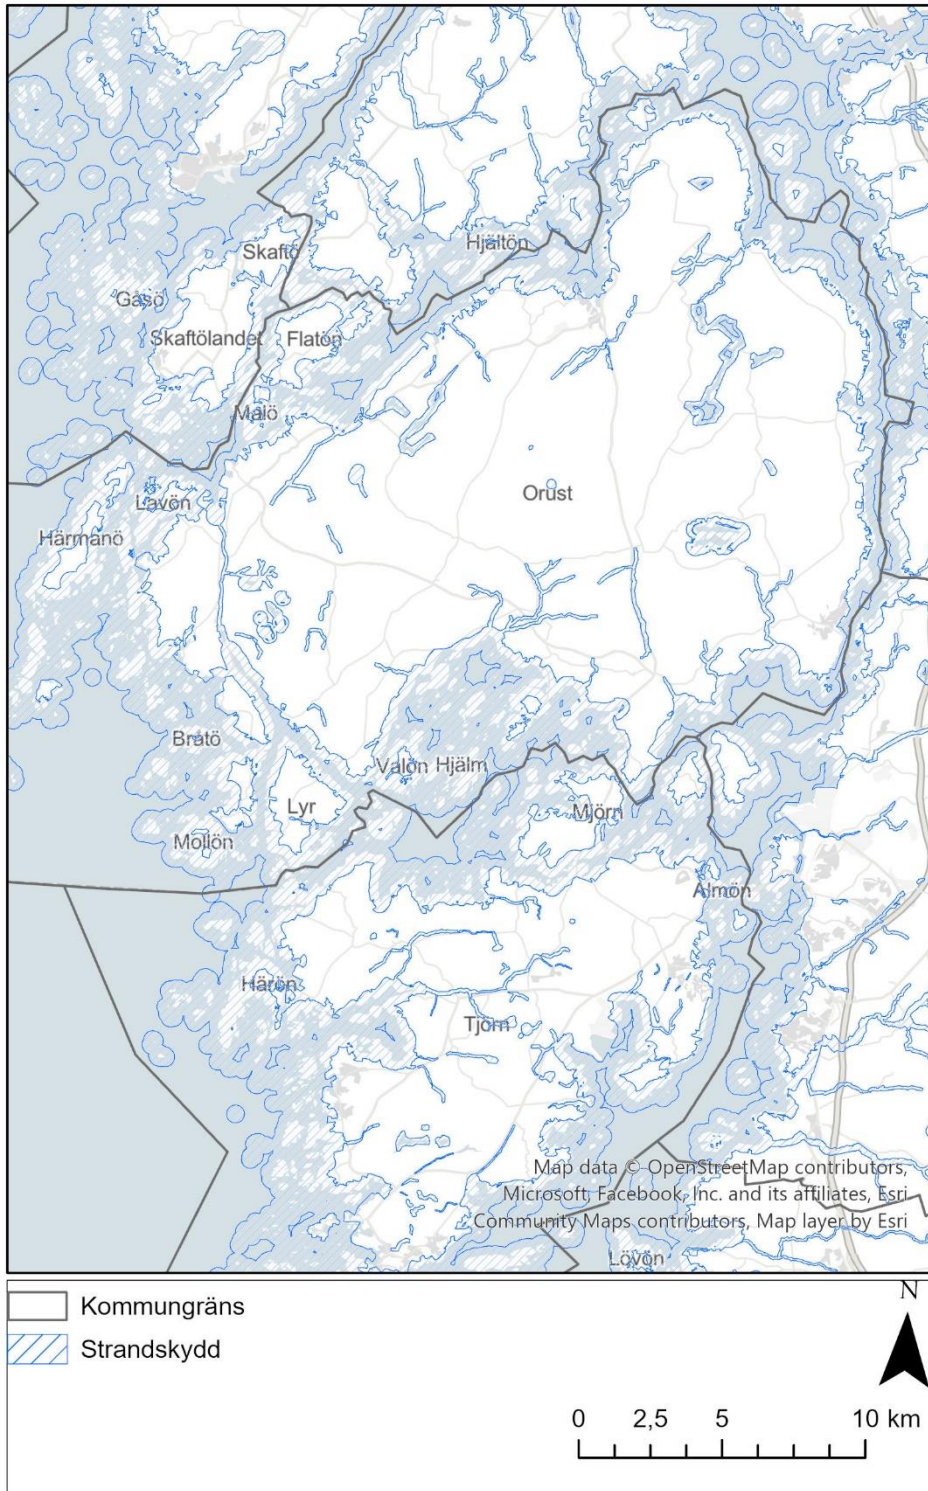 Skaftö
Hjältön
Gåsö
Skaftölandet
Flatön
Malö
Orust
Lavön
Härmanö
Bratö
Valön
Hjälm
Lyr
Mjörn
Mollön
Almön
Härön
Tjörn
Map data © OpenStreetMap contributors,
Microsoft, Facebook, Inc. and its affiliates, Esri
Community Maps contributors, Map layer by Esri
Lövön
Kommungräns
Strandskydd
N
0 2,5 5 10 km